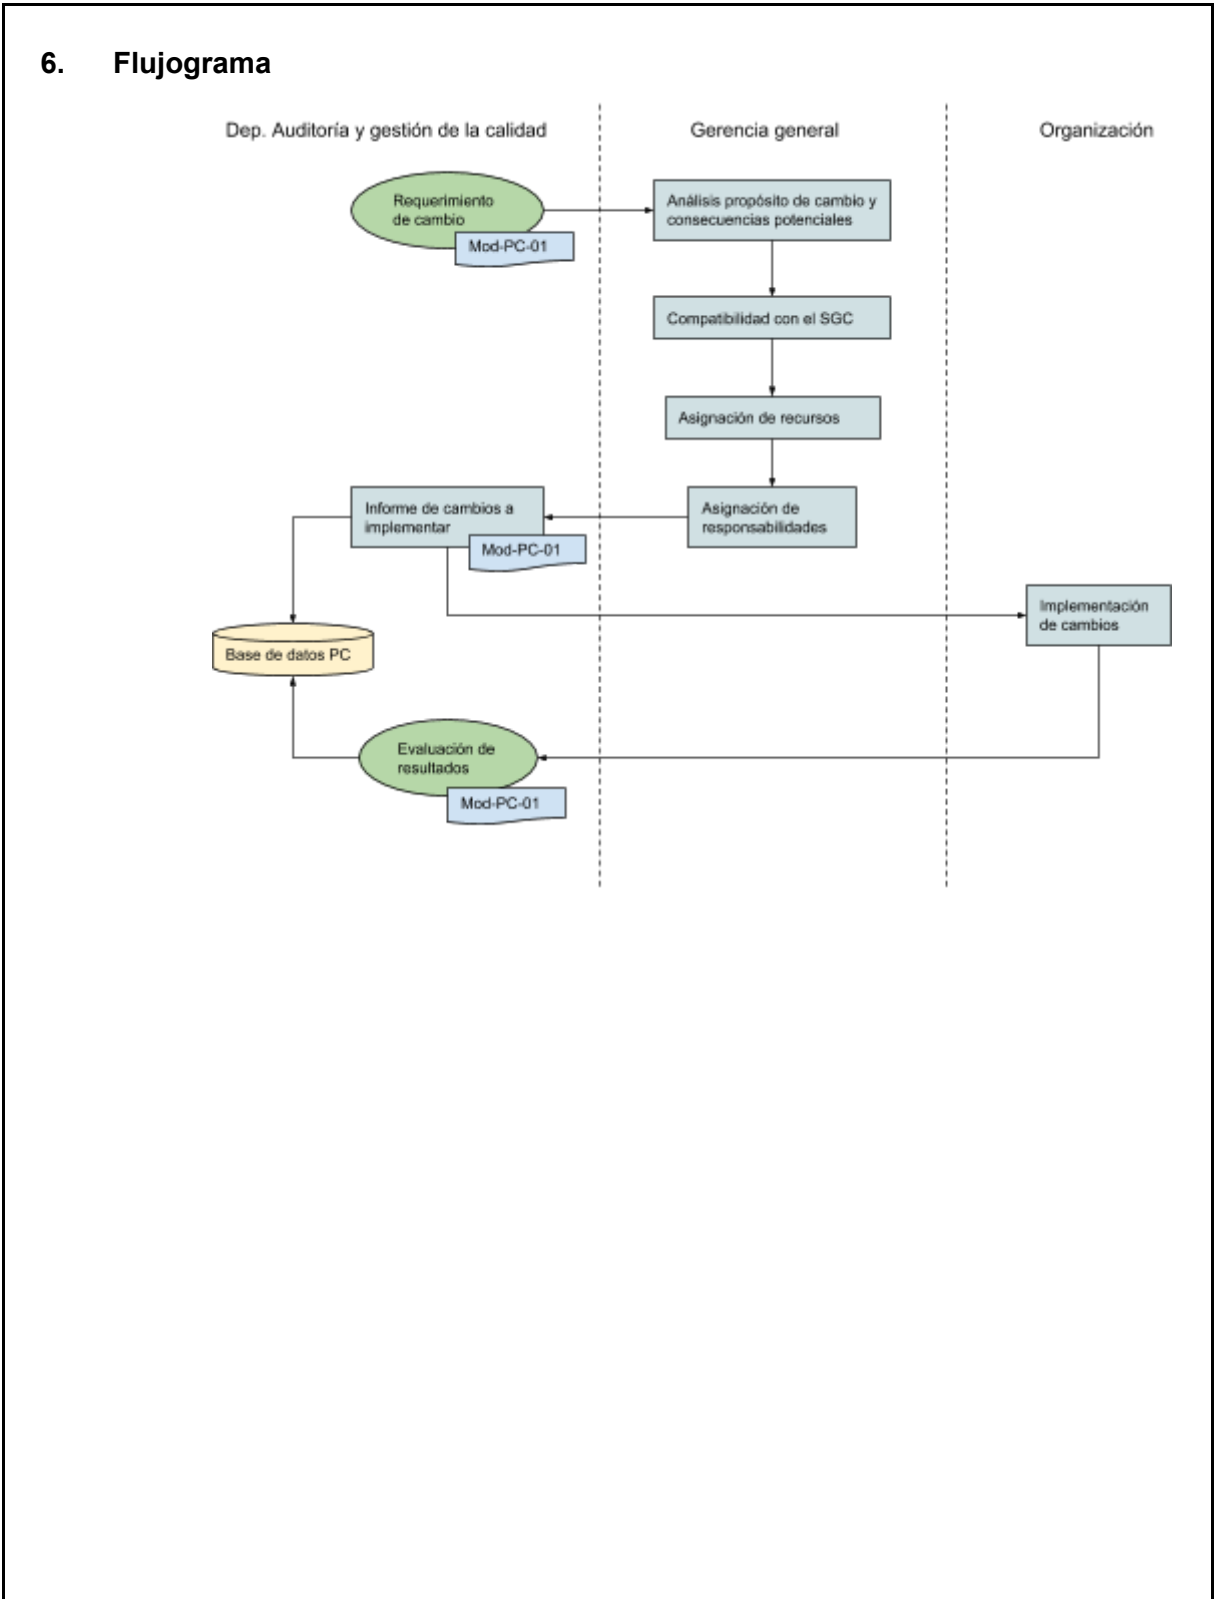 6. Flujograma
Dep. Auditoría y gestión de la calidad
Gerencia general
Organización
Requerimiento
de cambio
Mod-PC-01
Análisis propósito de cambio y
consecuencias potenciales
Compatibilidad con el SGC
Asignación de recursos
Informe de cambios a
implementar
Mod-PC-01
Asignación de
responsabilidades
Implementación
de cambios
Base de datos PC
Evaluación de
resultados
Mod-PC-01